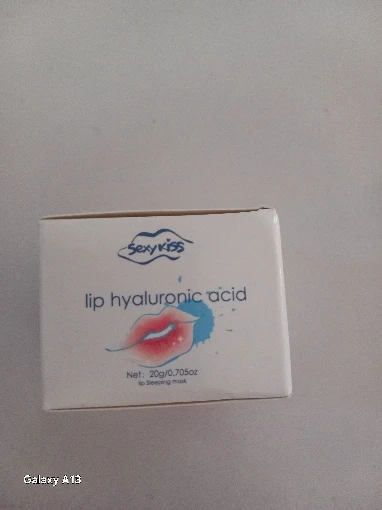 sexykiss
lip hyaluronic acid
Net: 20g/0.705oz
lip Sleeping mask
Galaxy A13